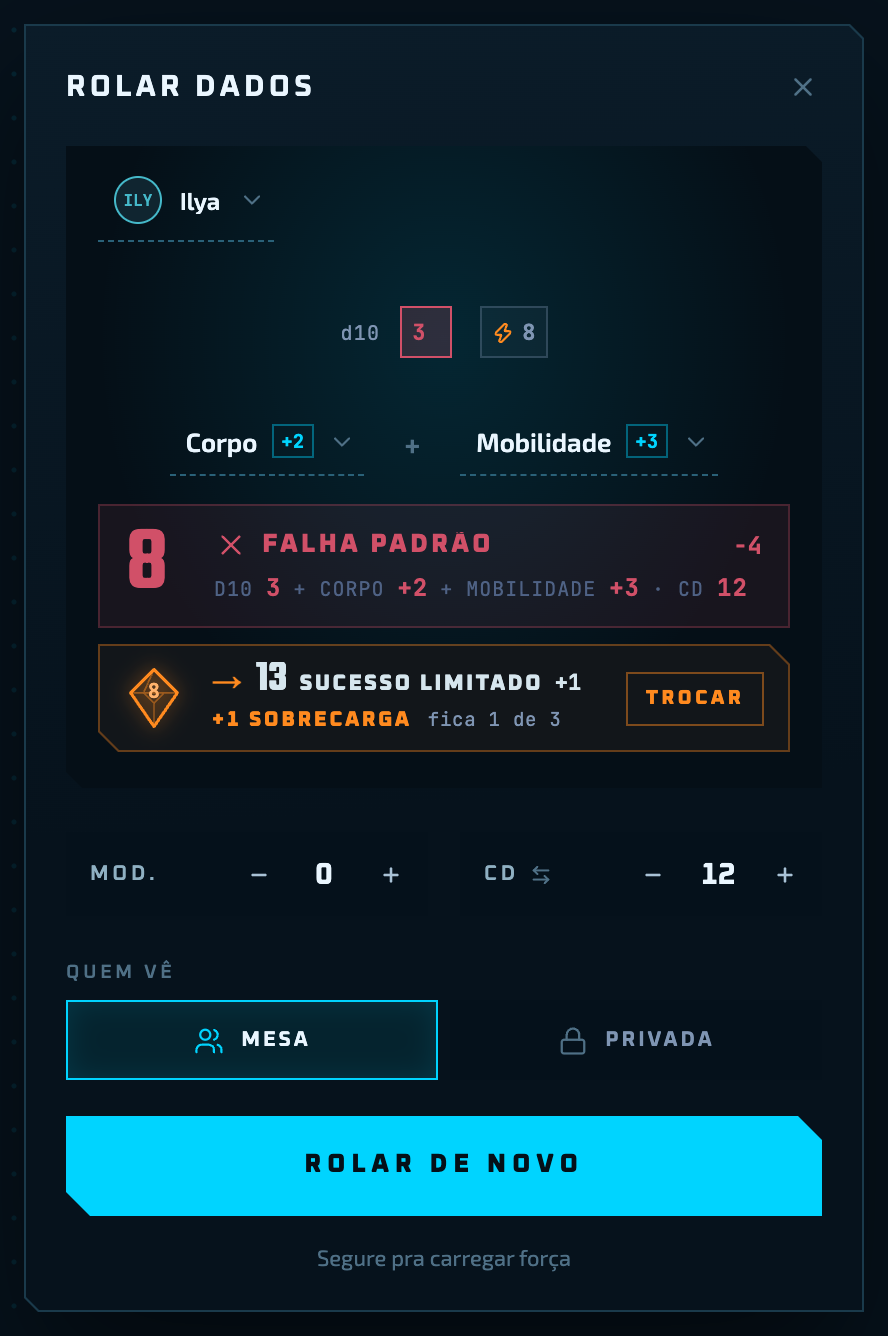 ROLAR DADOS
ILY Ilya
d10 3 8
Corpo +2 + Mobilidade +3
8 FALHA PADRÃO -4
D10 3 + CORPO +2 + MOBILIDADE +3 · CD 12
8 → 13 SUCESSO LIMITADO +1
+1 SOBRECARGA fica 1 de 3
TROCAR
MOD. − 0 + CD ⇆ − 12 +
QUEM VÊ
MESA PRIVADA
ROLAR DE NOVO
Segure pra carregar força